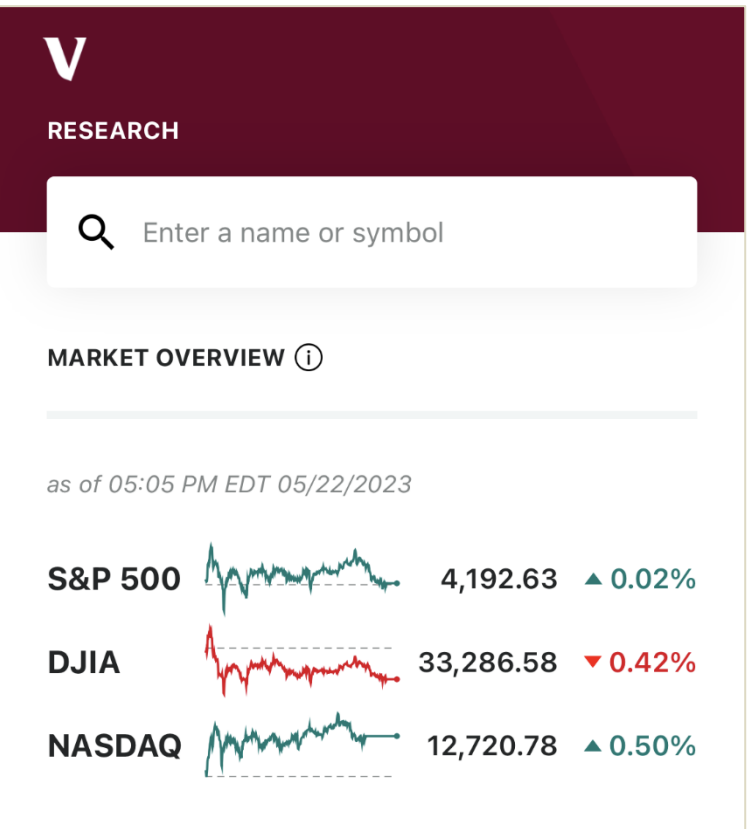 V
RESEARCH
Enter a name or symbol
MARKET OVERVIEW i
as of 05:05 PM EDT 05/22/2023
S&P 500 4,192.63 ▲ 0.02%
DJIA 33,286.58 ▼ 0.42%
NASDAQ 12,720.78 ▲ 0.50%